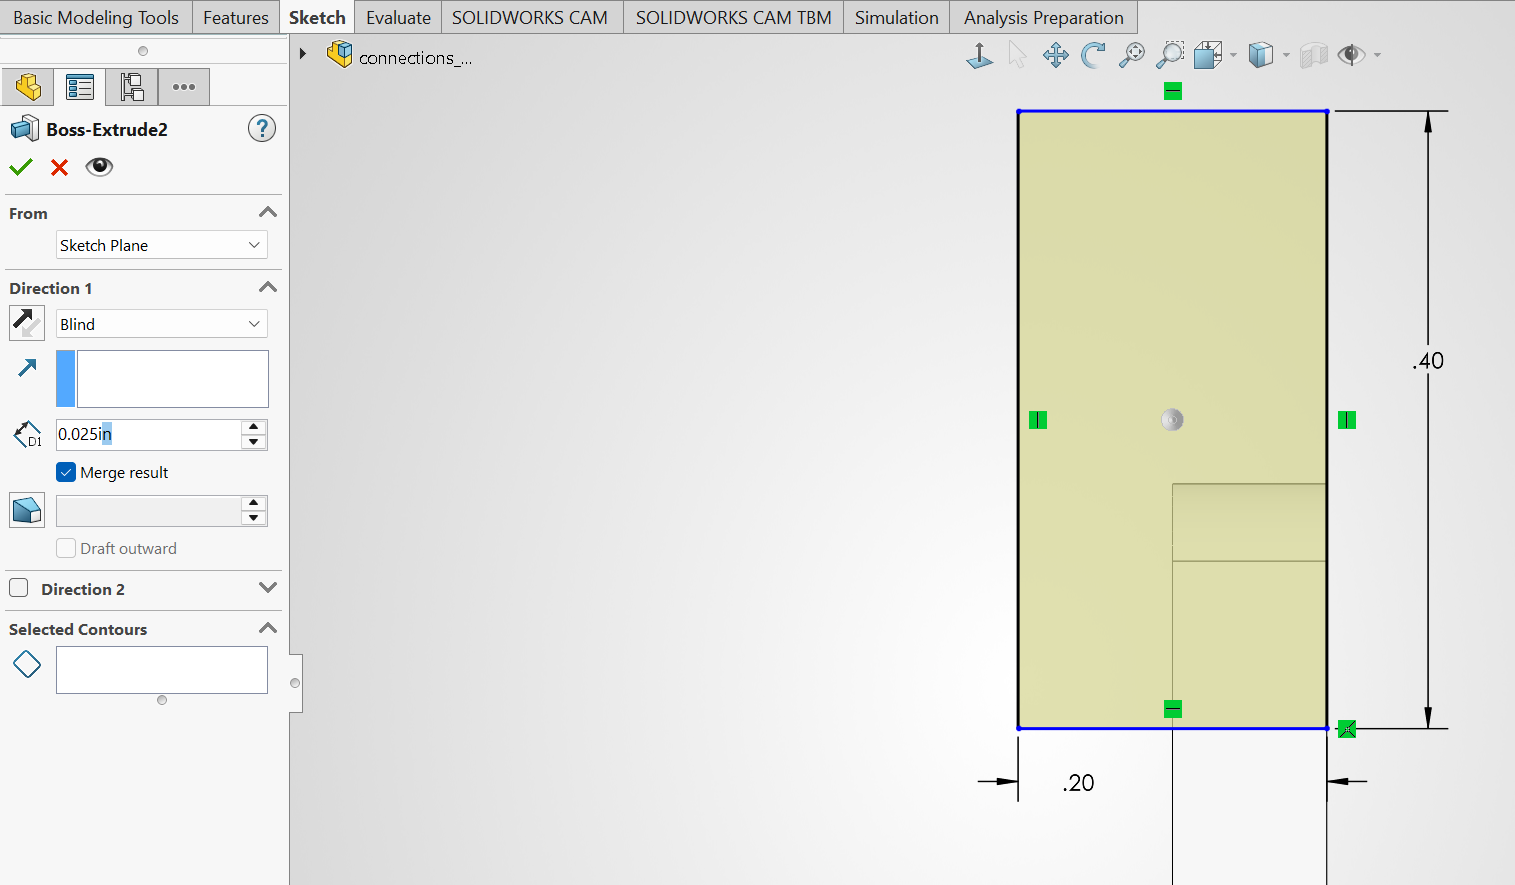 Basic Modeling Tools Features Sketch Evaluate SOLIDWORKS CAM SOLIDWORKS CAM TBM Simulation Analysis Preparation
connections_...
Boss-Extrude2
?
From
Sketch Plane
Direction 1
Blind
D1
0.025in
Merge result
Draft outward
Direction 2
Selected Contours
.40
.20